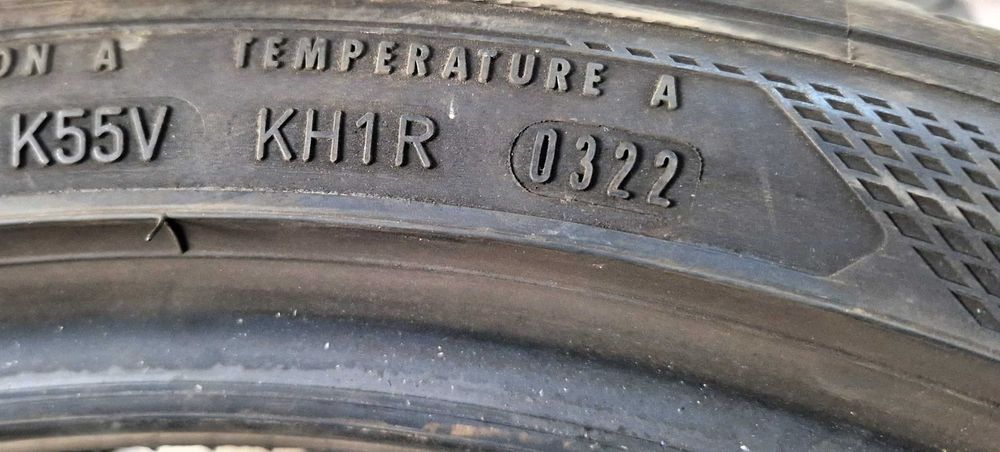 ON A TEMPERATURE A
K55V KH1R 0322